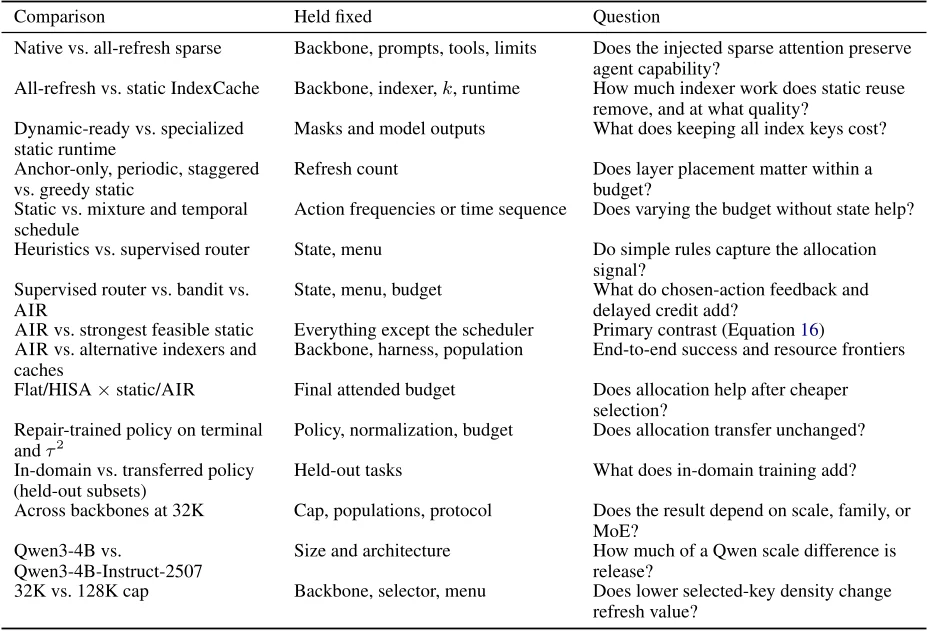 Comparison Held fixed Question
Native vs. all-refresh sparse Backbone, prompts, tools, limits Does the injected sparse attention preserve
agent capability?
All-refresh vs. static IndexCache Backbone, indexer, k, runtime How much indexer work does static reuse
remove, and at what quality?
Dynamic-ready vs. specialized Masks and model outputs What does keeping all index keys cost?
static runtime
Anchor-only, periodic, staggered Refresh count Does layer placement matter within a
vs. greedy static budget?
Static vs. mixture and temporal Action frequencies or time sequence Does varying the budget without state help?
schedule
Heuristics vs. supervised router State, menu Do simple rules capture the allocation
signal?
Supervised router vs. bandit vs. State, menu, budget What do chosen-action feedback and
AIR delayed credit add?
AIR vs. strongest feasible static Everything except the scheduler Primary contrast (Equation 16)
AIR vs. alternative indexers and Backbone, harness, population End-to-end success and resource frontiers
caches
Flat/HISA × static/AIR Final attended budget Does allocation help after cheaper
selection?
Repair-trained policy on terminal Policy, normalization, budget Does allocation transfer unchanged?
and τ²
In-domain vs. transferred policy Held-out tasks What does in-domain training add?
(held-out subsets)
Across backbones at 32K Cap, populations, protocol Does the result depend on scale, family, or
MoE?
Qwen3-4B vs. Size and architecture How much of a Qwen scale difference is
Qwen3-4B-Instruct-2507 release?
32K vs. 128K cap Backbone, selector, menu Does lower selected-key density change
refresh value?